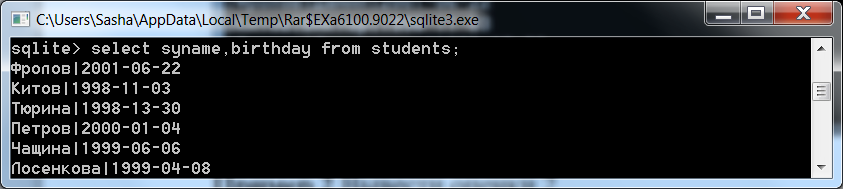 C:\Users\Sasha\AppData\Local\Temp\Rar$EXa6100.9022\sqlite3.exe
sqlite> select syname,birthday from students;
Фролов|2001-06-22
Китов|1998-11-03
Тюрина|1998-13-30
Петров|2000-01-04
Чащина|1999-06-06
Лосенкова|1999-04-08